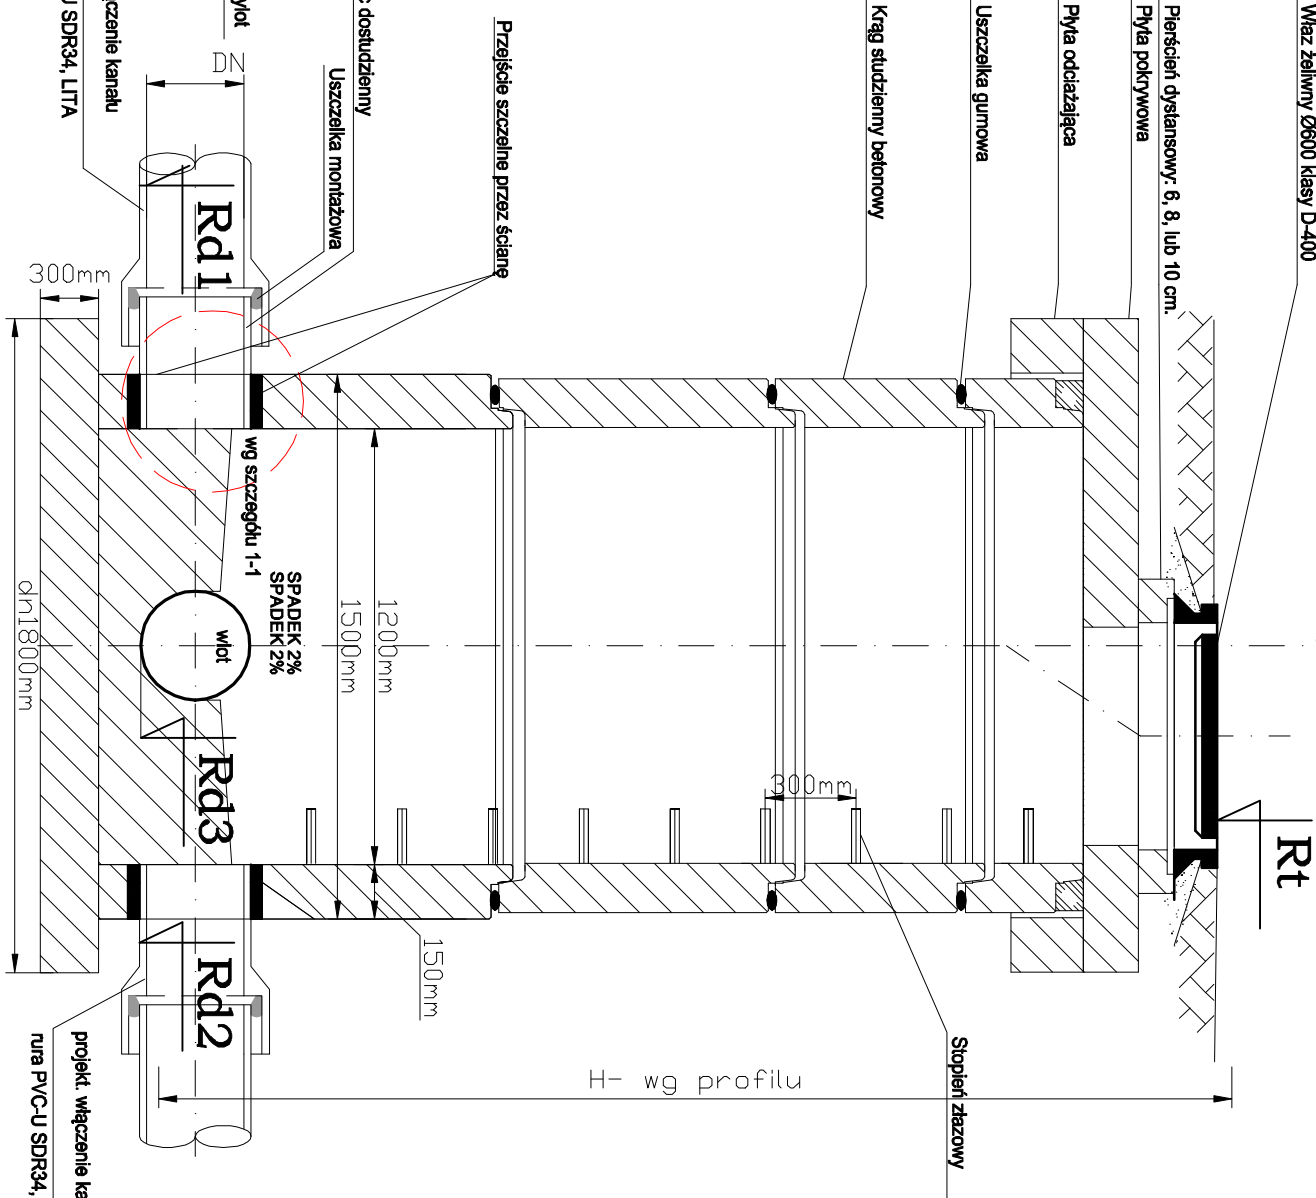 Właz żeliwny Ø600 klasy D-400
Pierścień dystansowy: 6, 8, lub 10 cm.
Płyta pokrywowa
Płyta odciażająca
Uszczelka gumowa
Krąg studzienny betonowy
Przejście szczelne przez ścianę
dostudzienny
Uszczelka montażowa
wylot
DN
kanału
SDR34, LITA
Rt
300mm
Stopień złazowy
H- wg profilu
1200mm
1500mm
150mm
SPADEK 2%
SPADEK 2%
wg szczegółu 1-1
wlot
Rd1
Rd3
Rd2
300mm
dn1800mm
projekt. włączenie
rura PVC-U SDR34,